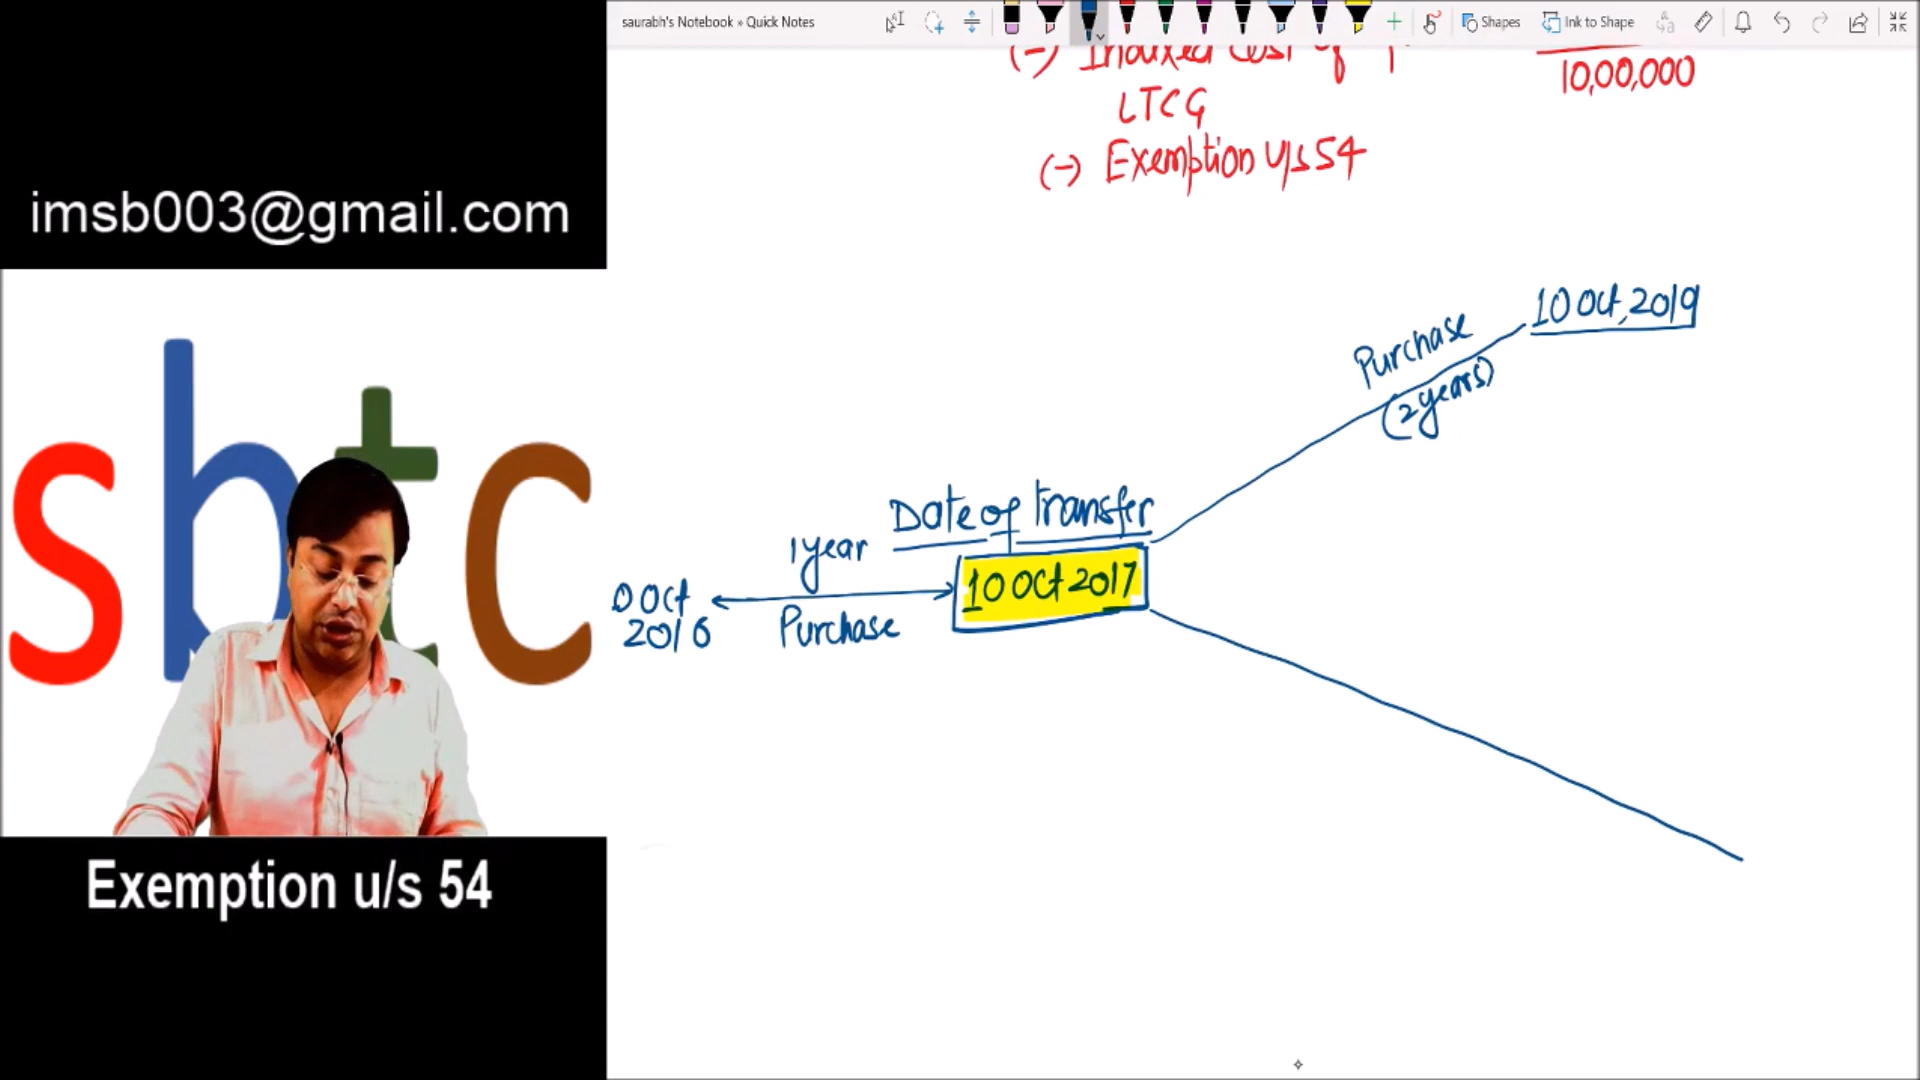 saurabh's Notebook » Quick Notes
Shapes
Ink to Shape
(-) Indexed Cost of
10,00,000
LTCG
(-) Exemption u/s 54
imsb003@gmail.com
sbtc
10 Oct, 2019
Purchase
(2 years)
Date of transfer
1 year
10 Oct 2017
0 Oct
2016
Purchase
Exemption u/s 54